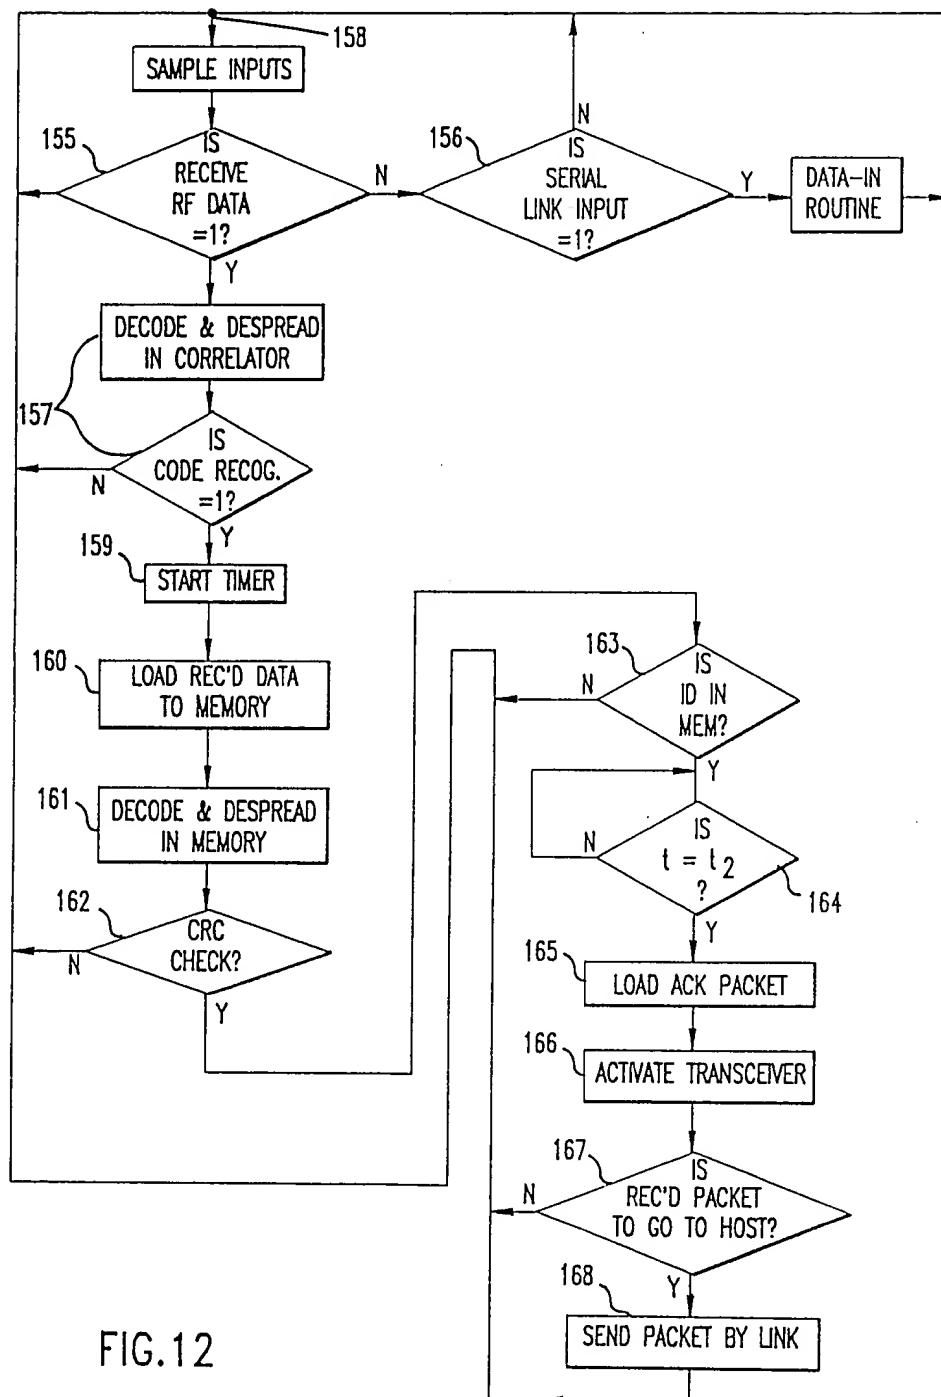 158
SAMPLE INPUTS
155
IS
RECEIVE
RF DATA
=1?
N
Y
156
IS
SERIAL
LINK INPUT
=1?
N
Y
DATA-IN
ROUTINE
DECODE & DESPREAD
IN CORRELATOR
157
IS
CODE RECOG.
=1?
N
Y
159
START TIMER
160
LOAD REC'D DATA
TO MEMORY
161
DECODE & DESPREAD
IN MEMORY
162
CRC
CHECK?
N
Y
163
IS
ID IN
MEM?
N
Y
IS
t = t2
?
N
164
Y
165
LOAD ACK PACKET
166
ACTIVATE TRANSCEIVER
167
IS
REC'D PACKET
TO GO TO HOST?
N
Y
168
SEND PACKET BY LINK
FIG.12